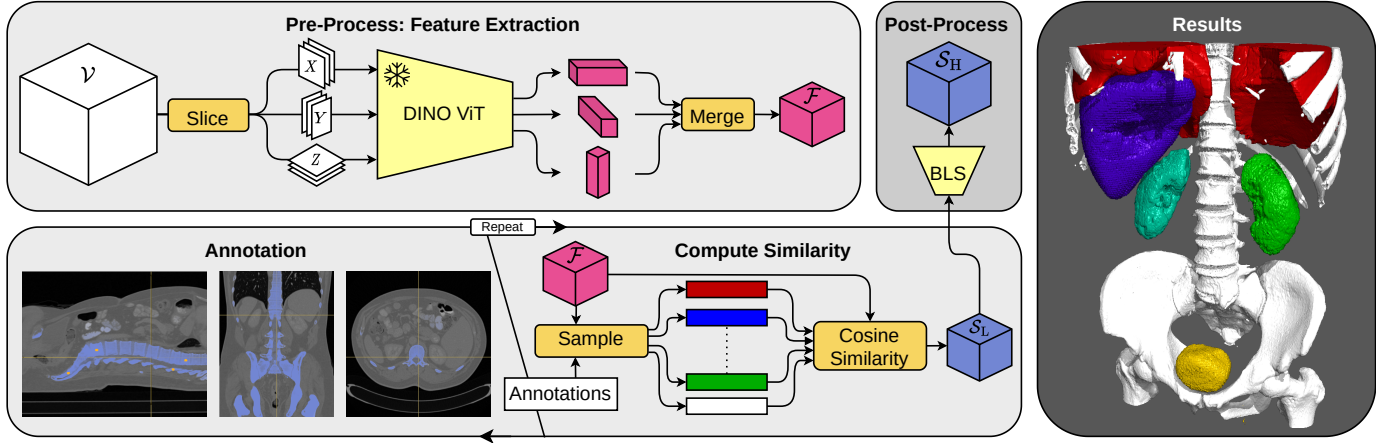 Pre-Process: Feature Extraction
𝒱
Slice
X
Y
Z
DINO ViT
Merge
ℱ
Post-Process
𝒮H
BLS
Results
Repeat
Annotation
Compute Similarity
ℱ
Sample
Annotations
Cosine
Similarity
𝒮L